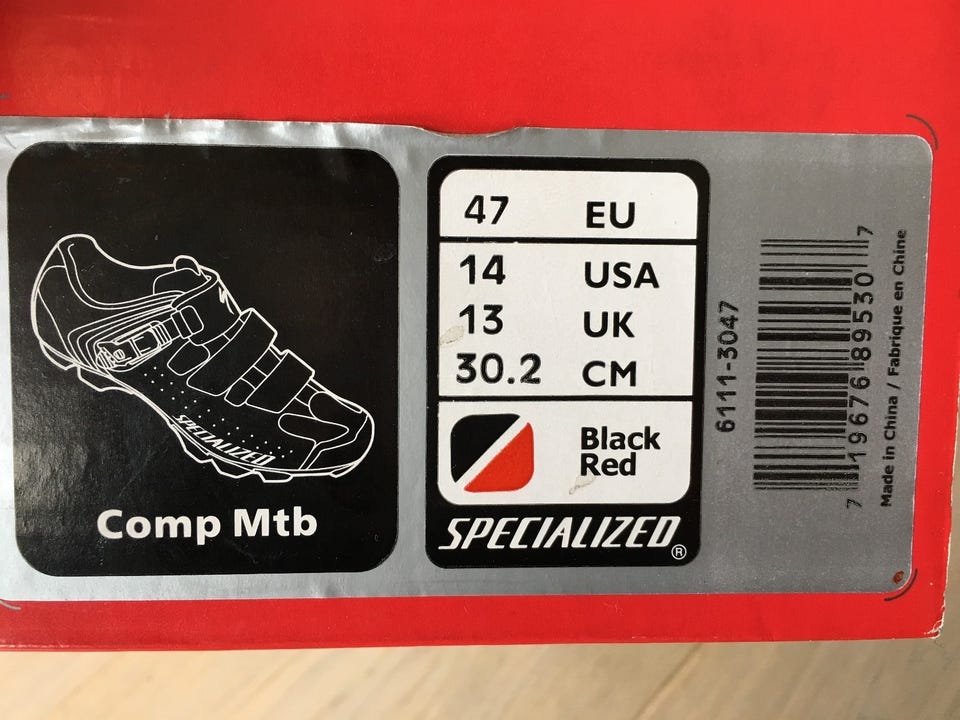 SPECIALIZED
Comp Mtb
47 EU
14 USA
13 UK
30.2 CM
Black
Red
SPECIALIZED®
6111-3047
7 19676 89530 7
Made in China / Fabrique en Chine